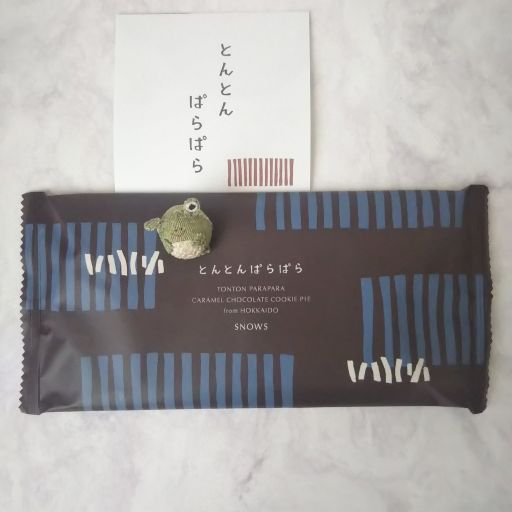 とんとん
ぱらぱら
とんとんぱらぱら
TONTON PARAPARA
CARAMEL CHOCOLATE COOKIE PIE
from HOKKAIDO
SNOWS